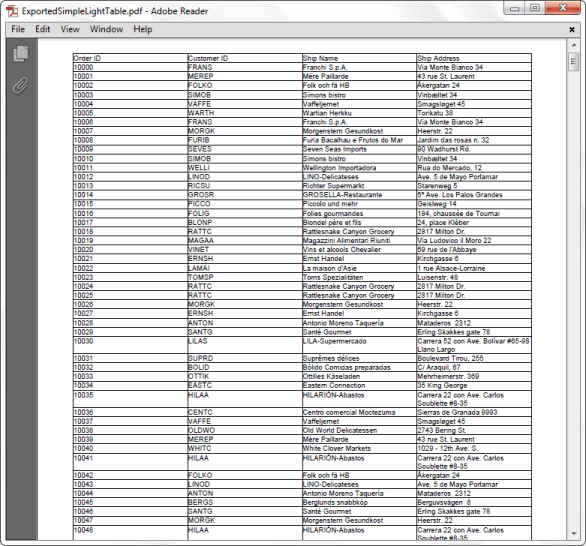 ExportedSimpleLightTable.pdf - Adobe Reader
File Edit View Window Help
Order ID Customer ID Ship Name Ship Address
10000 FRANS Franchi S.p.A. Via Monte Bianco 34
10001 MEREP Mère Paillarde 43 rue St. Laurent
10002 FOLKO Folk och fä HB Åkergatan 24
10003 SIMOB Simons bistro Vinbæltet 34
10004 VAFFE Vaffeljernet Smagsløget 45
10005 WARTH Wartian Herkku Torikatu 38
10006 FRANS Franchi S.p.A. Via Monte Bianco 34
10007 MORGK Morgenstern Gesundkost Heerstr. 22
10008 FURIB Furia Bacalhau e Frutos do Mar Jardim das rosas n. 32
10009 SEVES Seven Seas Imports 90 Wadhurst Rd.
10010 SIMOB Simons bistro Vinbæltet 34
10011 WELLI Wellington Importadora Rua do Mercado, 12
10012 LINOD LINO-Delicateses Ave. 5 de Mayo Porlamar
10013 RICSU Richter Supermarkt Starenweg 5
10014 GROSR GROSELLA-Restaurante 5ª Ave. Los Palos Grandes
10015 PICCO Piccolo und mehr Geislweg 14
10016 FOLIG Folies gourmandes 184, chaussée de Tournai
10017 BLONP Blondel père et fils 24, place Kléber
10018 RATTC Rattlesnake Canyon Grocery 2817 Milton Dr.
10019 MAGAA Magazzini Alimentari Riuniti Via Ludovico il Moro 22
10020 VINET Vins et alcools Chevalier 59 rue de l'Abbaye
10021 ERNSH Ernst Handel Kirchgasse 6
10022 LAMAI La maison d'Asie 1 rue Alsace-Lorraine
10023 TOMSP Toms Spezialitäten Luisenstr. 48
10024 RATTC Rattlesnake Canyon Grocery 2817 Milton Dr.
10025 RATTC Rattlesnake Canyon Grocery 2817 Milton Dr.
10026 MORGK Morgenstern Gesundkost Heerstr. 22
10027 ERNSH Ernst Handel Kirchgasse 6
10028 ANTON Antonio Moreno Taquería Mataderos 2312
10029 SANTG Santé Gourmet Erling Skakkes gate 78
10030 LILAS LILA-Supermercado Carrera 52 con Ave. Bolívar #65-98
Llano Largo
10031 SUPRD Suprêmes délices Boulevard Tirou, 255
10032 BOLID Bólido Comidas preparadas C/ Araquil, 67
10033 OTTIK Ottilies Käseladen Mehrheimerstr. 369
10034 EASTC Eastern Connection 35 King George
10035 HILAA HILARIÓN-Abastos Carrera 22 con Ave. Carlos
Soublette #8-35
10036 CENTC Centro comercial Moctezuma Sierras de Granada 9993
10037 VAFFE Vaffeljernet Smagsløget 45
10038 OLDWO Old World Delicatessen 2743 Bering St.
10039 MEREP Mère Paillarde 43 rue St. Laurent
10040 WHITC White Clover Markets 1029 - 12th Ave. S.
10041 HILAA HILARIÓN-Abastos Carrera 22 con Ave. Carlos
Soublette #8-35
10042 FOLKO Folk och fä HB Åkergatan 24
10043 LINOD LINO-Delicateses Ave. 5 de Mayo Porlamar
10044 ANTON Antonio Moreno Taquería Mataderos 2312
10045 BERGS Berglunds snabbköp Berguvsvägen 8
10046 SANTG Santé Gourmet Erling Skakkes gate 78
10047 MORGK Morgenstern Gesundkost Heerstr. 22
10048 HILAA HILARIÓN-Abastos Carrera 22 con Ave. Carlos